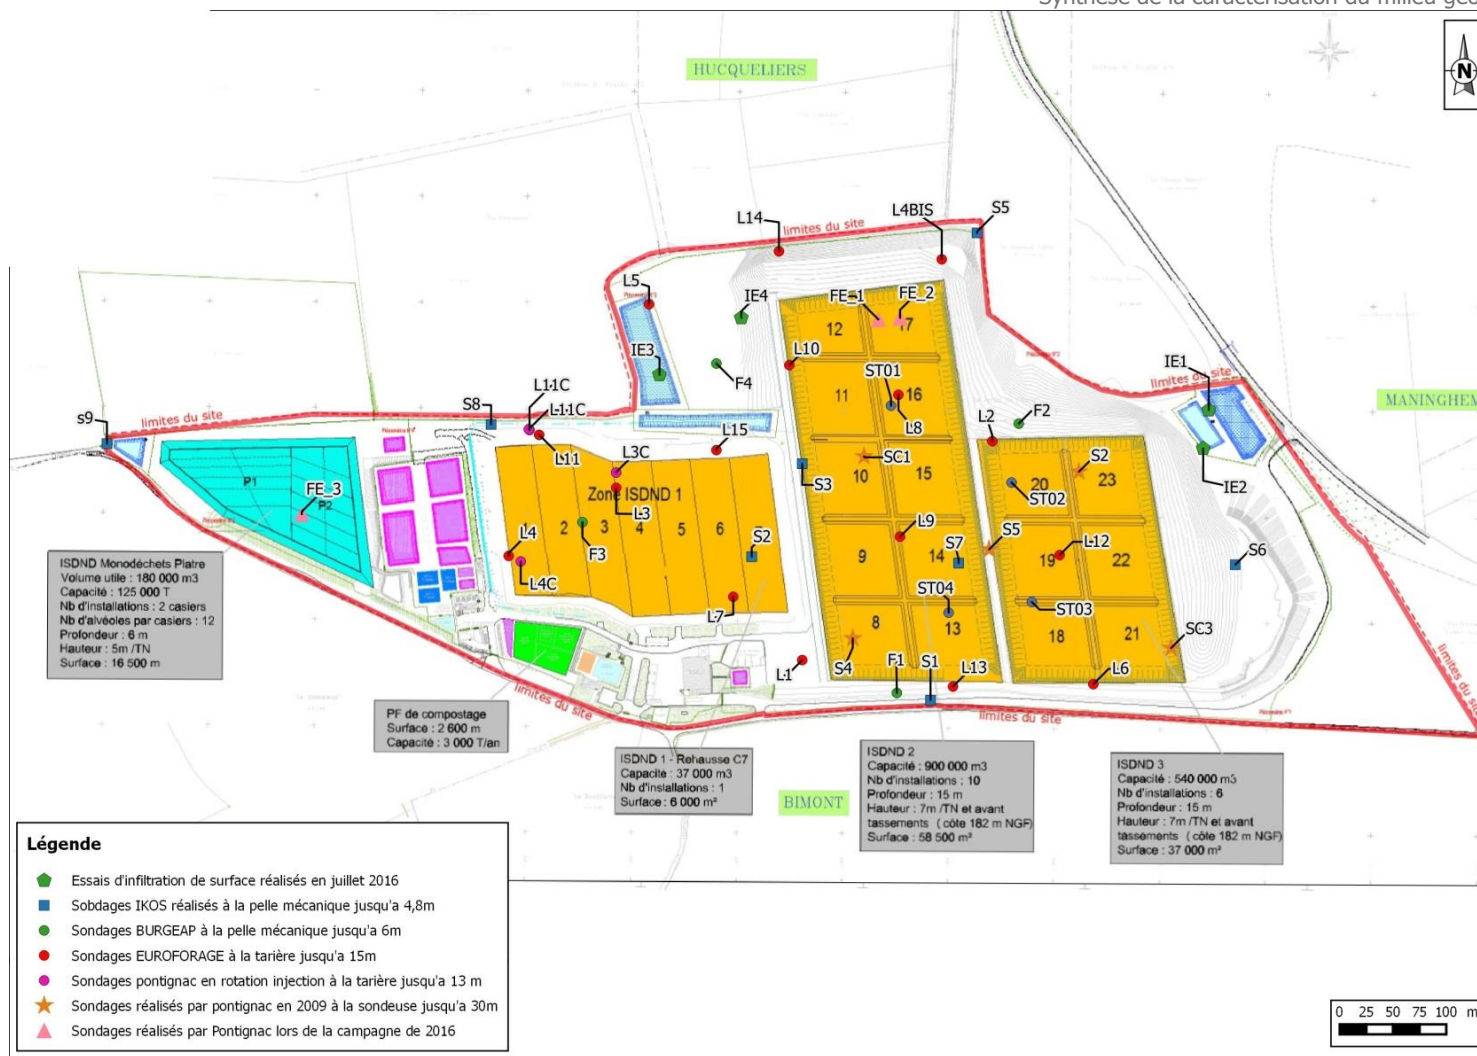 Synthèse de la caractérisation du milieu géo
HUCQUELIERS
N
L14
L4BIS
S5
limites du site
L5
IE4
FE_1
FE_2
12
17
IE3
L10
F4
IE1
limites du site
MANINGHEM
L11C
L11C
11
ST01
16
S8
s9
limites du site
L8
L2
F2
L15
L11
L3C
SC1
S2
IE2
P1
S3
10
15
20
23
ST02
Zone ISDND 1
FE_3
P2
L3
L9
S5
L4
1
2
3
4
5
6
F3
S2
9
14
S7
19
L12
22
S6
L4C
ST04
ST03
L7
8
13
18
21
SC3
L1
S4
F1
S1
L13
L6
limites du site
limites du site
limites du site
ISDND Monodéchets Platre
Volume utile : 180 000 m3
Capacité : 125 000 T
Nb d'installations : 2 casiers
Nb d'alvéoles par casiers : 12
Profondeur : 6 m
Hauteur : 5m /TN
Surface : 16 500 m²
PF de compostage
Surface : 2 600 m
Capacité : 3 000 T/an
ISDND 1 - Rehausse C7
Capacité : 37 000 m3
Nb d'installations : 1
Surface : 6 000 m²
BIMONT
ISDND 2
Capacité : 900 000 m3
Nb d'installations : 10
Profondeur : 15 m
Hauteur : 7m /TN et avant
tassements ( côte 182 m NGF)
Surface : 58 500 m²
ISDND 3
Capacité : 540 000 m3
Nb d'installations : 6
Profondeur : 15 m
Hauteur : 7m /TN et avant
tassements ( côte 182 m NGF)
Surface : 37 000 m²
Légende
Essais d'infiltration de surface réalisés en juillet 2016
Sobdages IKOS réalisés à la pelle mécanique jusqu'a 4,8m
Sondages BURGEAP à la pelle mécanique jusqu'a 6m
Sondages EUROFORAGE à la tarière jusqu'a 15m
Sondages pontignac en rotation injection à la tarière jusqu'a 13 m
Sondages réalisés par pontignac en 2009 à la sondeuse jusqu'a 30m
Sondages réalisés par Pontignac lors de la campagne de 2016
0 25 50 75 100 m